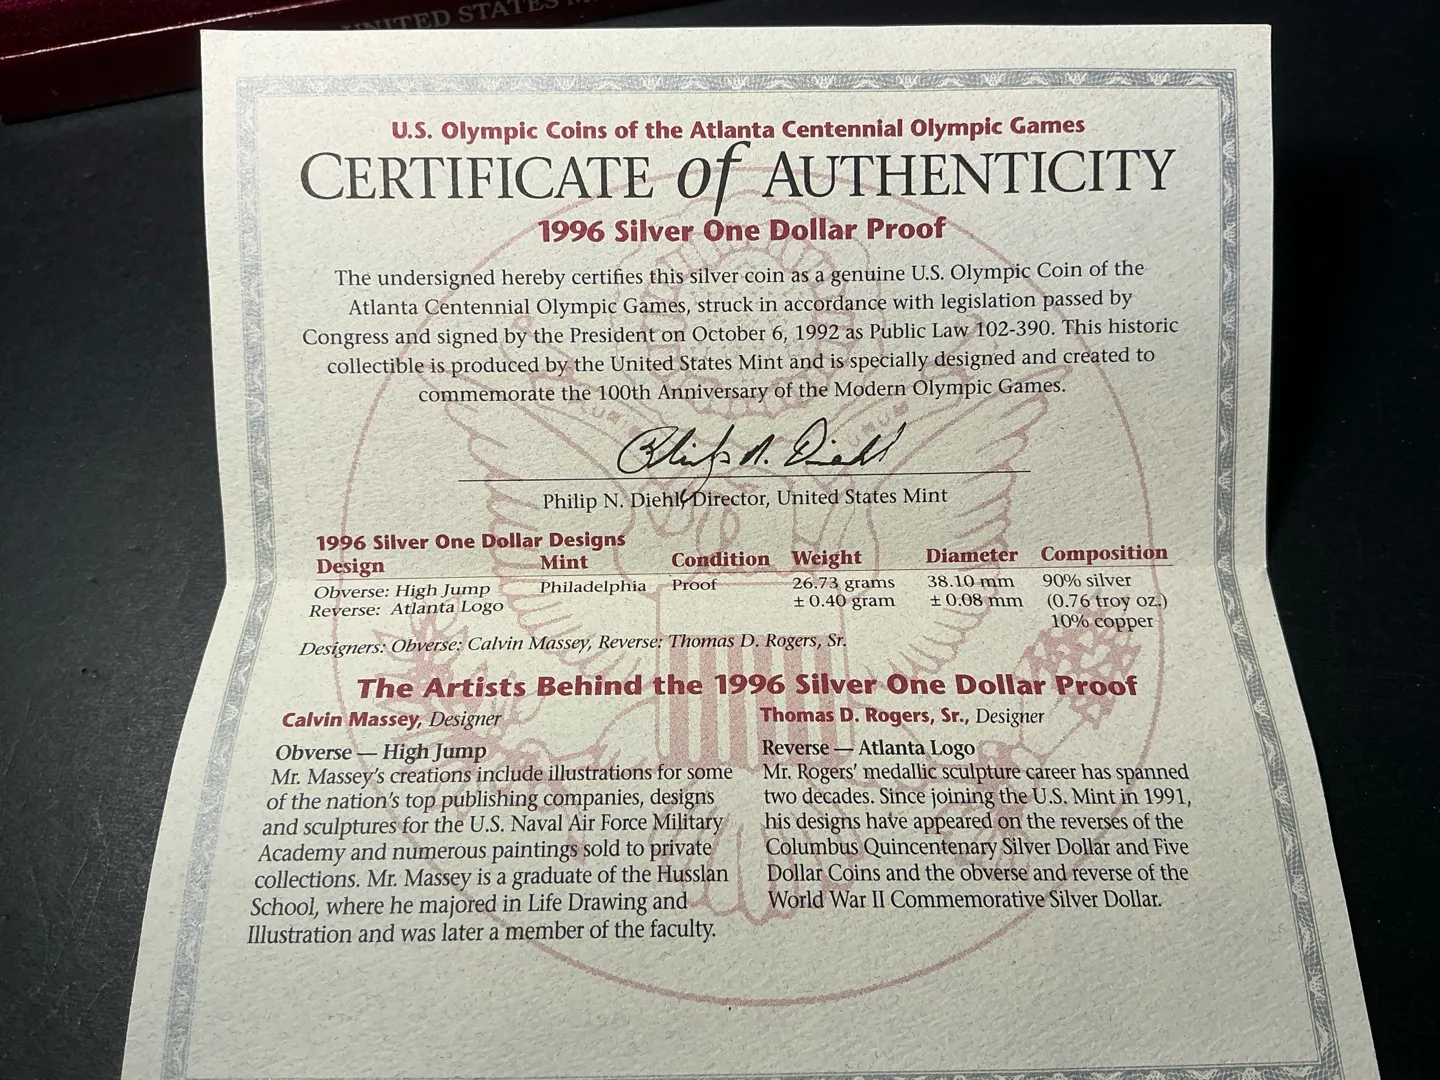 UNITED STATES M
U.S. Olympic Coins of the Atlanta Centennial Olympic Games
CERTIFICATE of AUTHENTICITY
1996 Silver One Dollar Proof
The undersigned hereby certifies this silver coin as a genuine U.S. Olympic Coin of the
Atlanta Centennial Olympic Games, struck in accordance with legislation passed by
Congress and signed by the President on October 6, 1992 as Public Law 102-390. This historic
collectible is produced by the United States Mint and is specially designed and created to
commemorate the 100th Anniversary of the Modern Olympic Games.
Philip N. Diehl
Philip N. Diehl, Director, United States Mint
1996 Silver One Dollar Designs
Design Mint Condition Weight Diameter Composition
Obverse: High Jump Philadelphia Proof 26.73 grams 38.10 mm 90% silver
Reverse: Atlanta Logo ± 0.40 gram ± 0.08 mm (0.76 troy oz.)
10% copper
Designers: Obverse: Calvin Massey, Reverse: Thomas D. Rogers, Sr.
The Artists Behind the 1996 Silver One Dollar Proof
Calvin Massey, Designer
Obverse — High Jump
Mr. Massey's creations include illustrations for some
of the nation's top publishing companies, designs
and sculptures for the U.S. Naval Air Force Military
Academy and numerous paintings sold to private
collections. Mr. Massey is a graduate of the Husslan
School, where he majored in Life Drawing and
Illustration and was later a member of the faculty.
Thomas D. Rogers, Sr., Designer
Reverse — Atlanta Logo
Mr. Rogers' medallic sculpture career has spanned
two decades. Since joining the U.S. Mint in 1991,
his designs have appeared on the reverses of the
Columbus Quincentenary Silver Dollar and Five
Dollar Coins and the obverse and reverse of the
World War II Commemorative Silver Dollar.